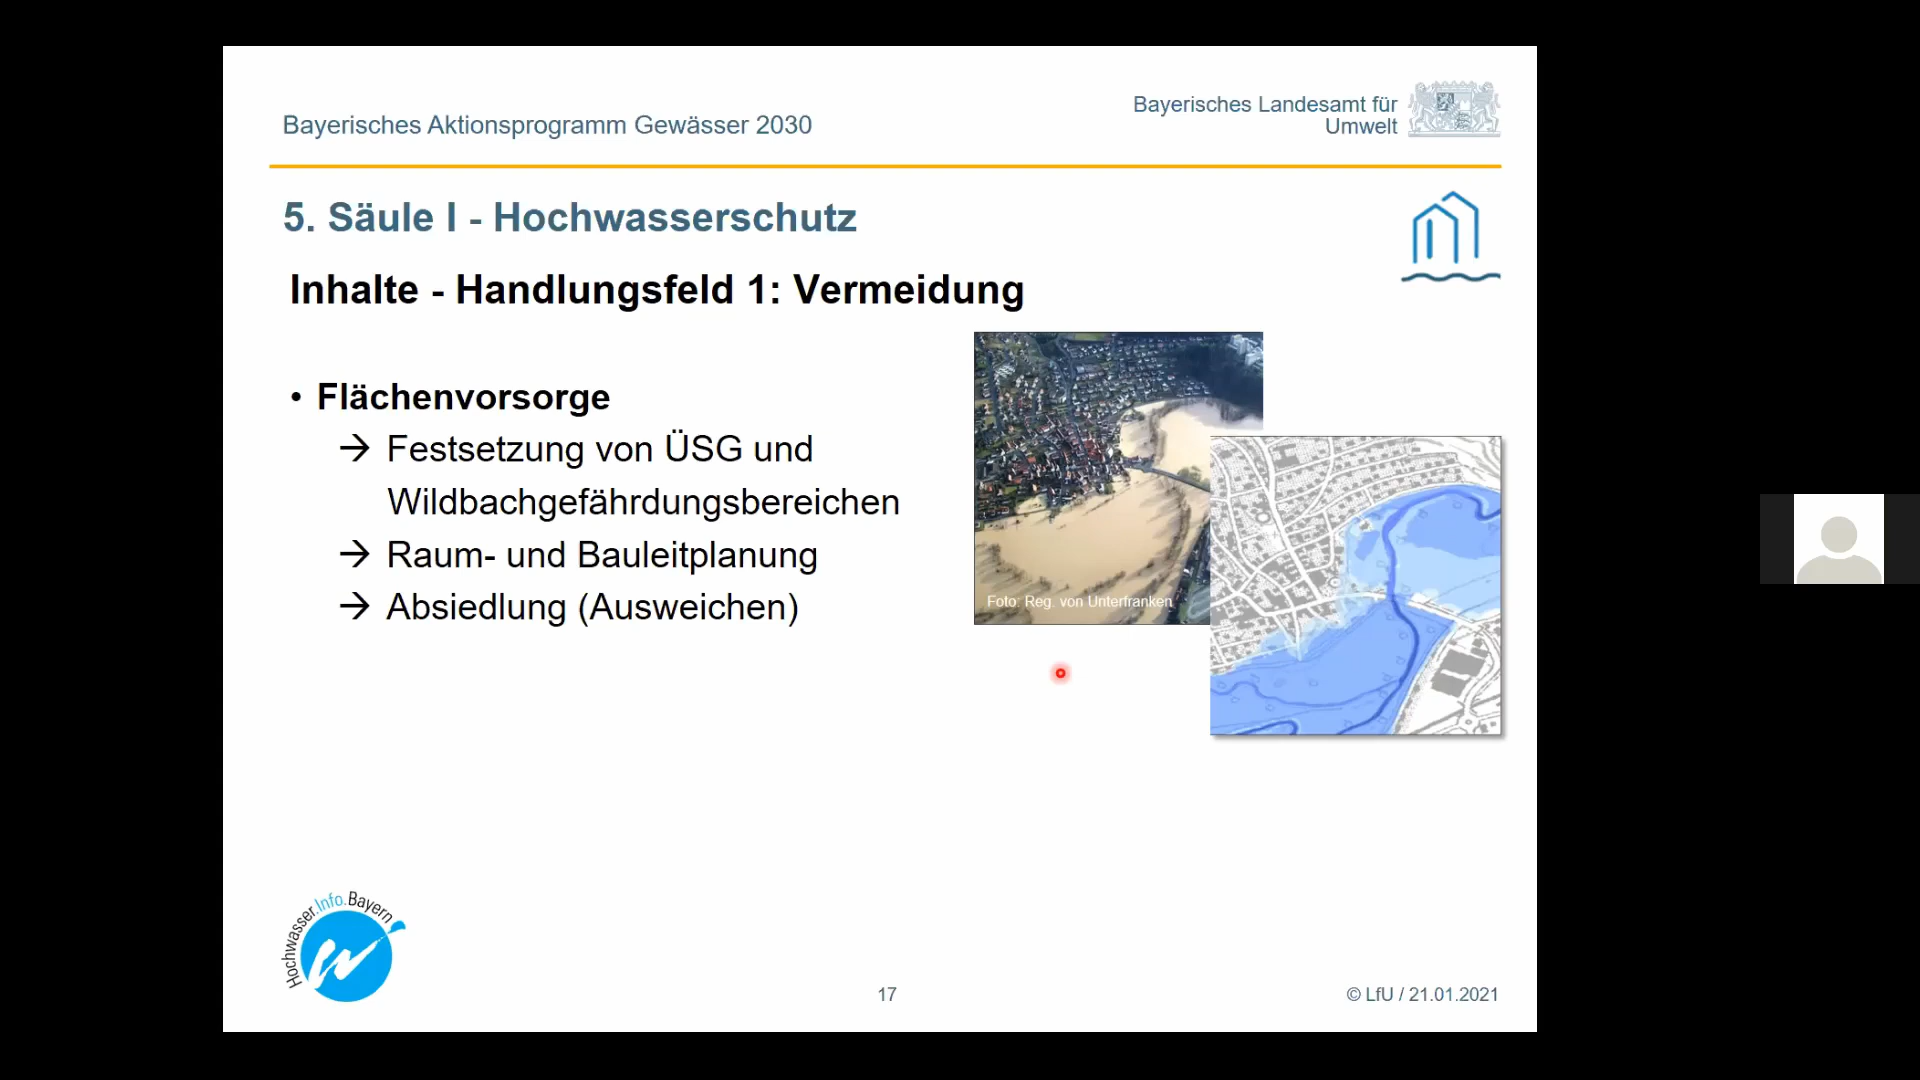 Bayerisches Aktionsprogramm Gewässer 2030
Bayerisches Landesamt für
Umwelt
5. Säule I - Hochwasserschutz
Inhalte - Handlungsfeld 1: Vermeidung
• Flächenvorsorge
→ Festsetzung von ÜSG und
Wildbachgefährdungsbereichen
→ Raum- und Bauleitplanung
→ Absiedlung (Ausweichen)
Foto: Reg. von Unterfranken
Hochwasser.Info.Bayern
17
© LfU / 21.01.2021